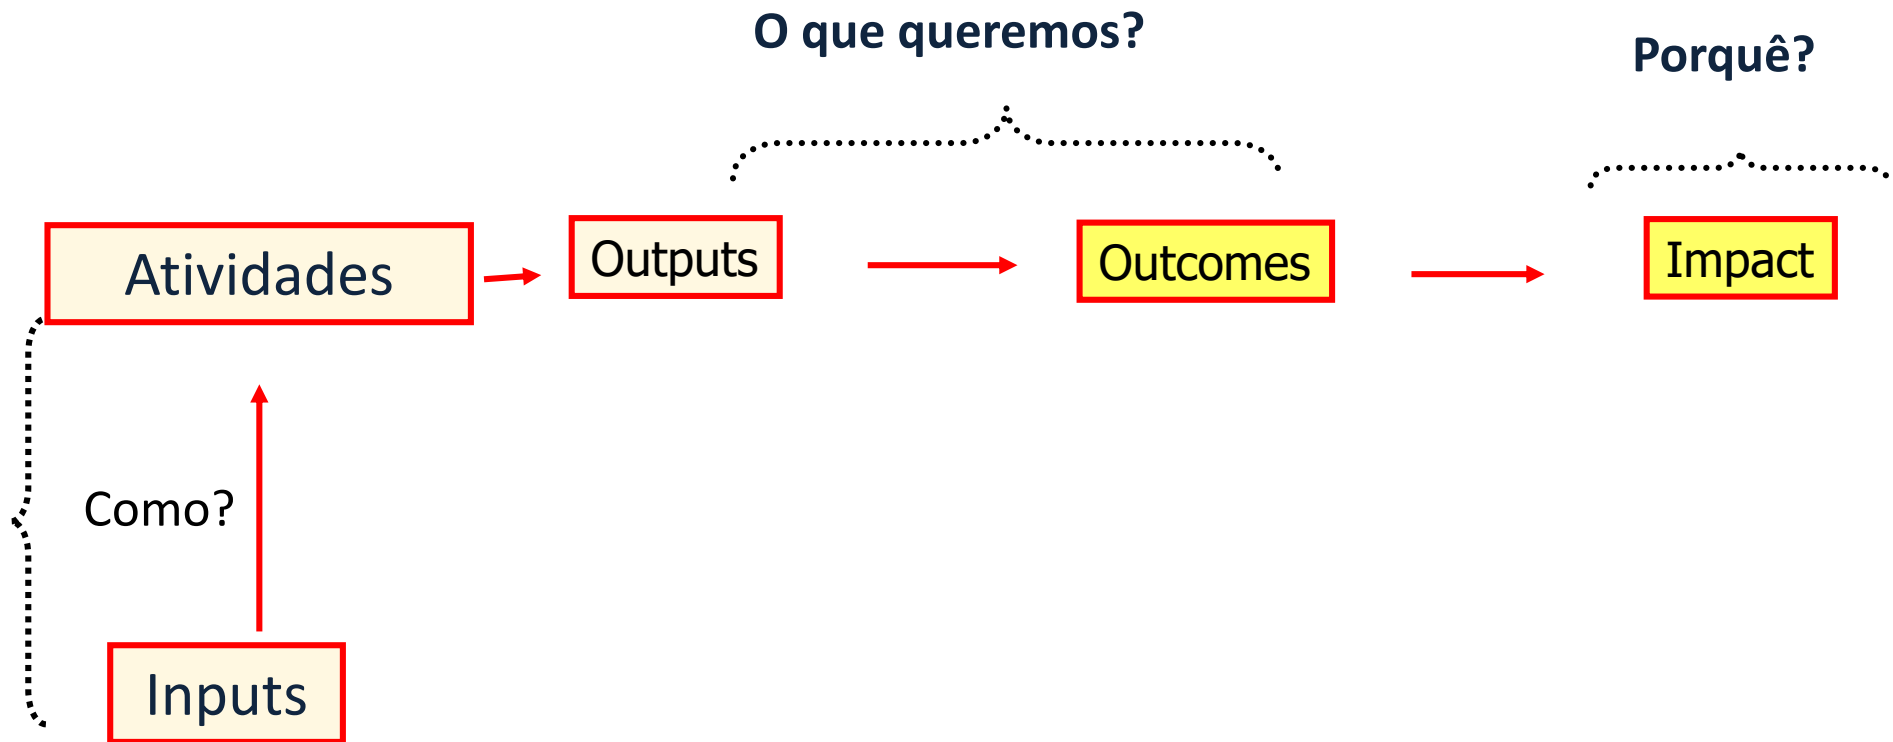 O que queremos?
Porquê?
Atividades
Outputs
Outcomes
Impact
Como?
Inputs